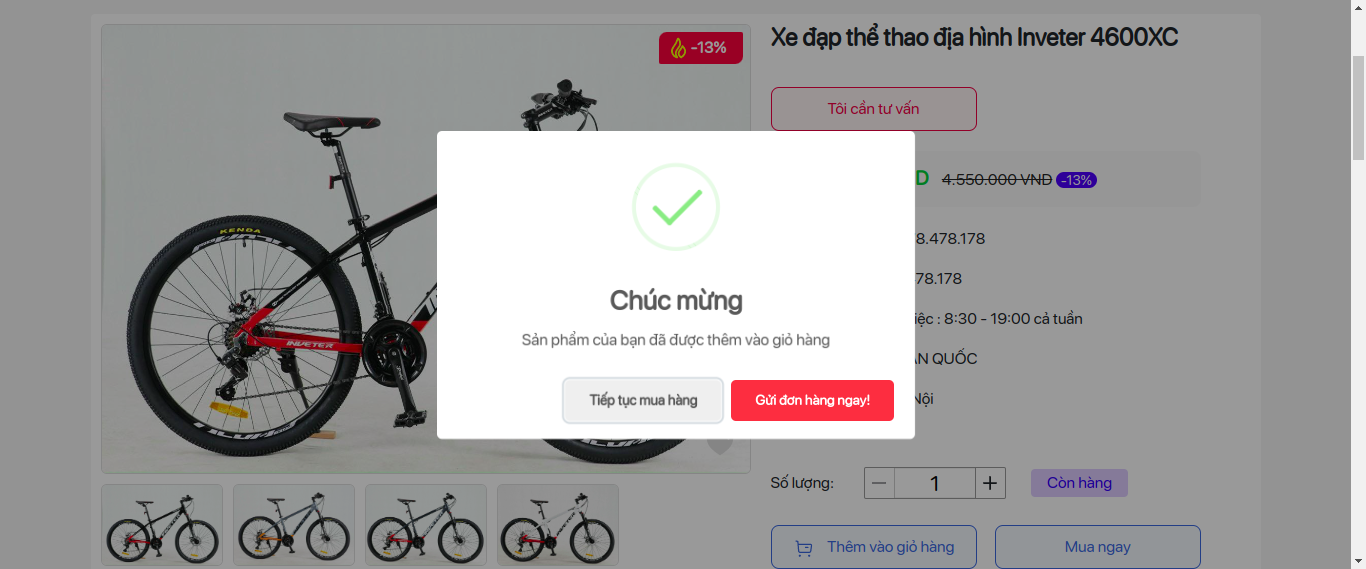 -13%
Xe đạp thể thao địa hình Inveter 4600XC
Tôi cần tư vấn
Đ 4.550.000 VNĐ -13%
8.478.178
78.178
iệc : 8:30 - 19:00 cả tuần
ÀN QUỐC
Nội
KENDA
INVETER
Chúc mừng
Sản phẩm của bạn đã được thêm vào giỏ hàng
Tiếp tục mua hàng
Gửi đơn hàng ngay!
Số lượng:
1
Còn hàng
Thêm vào giỏ hàng
Mua ngay